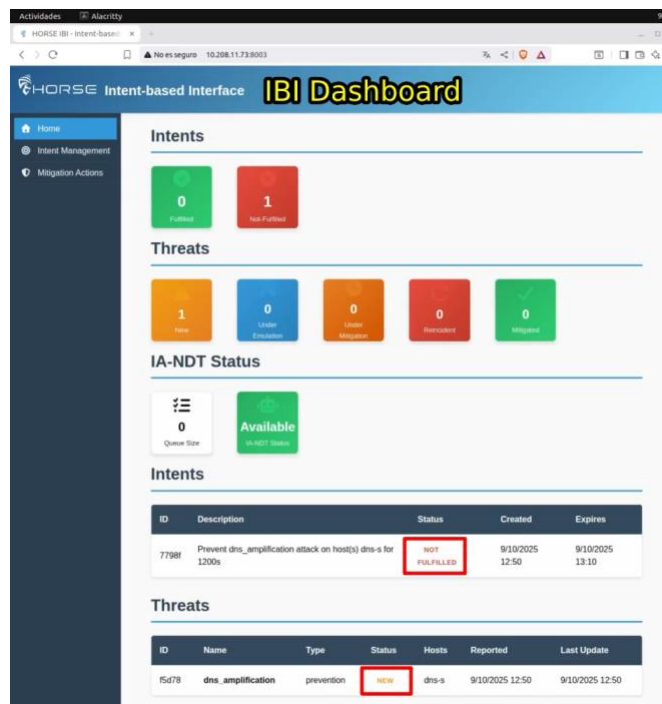 Actividades
Alacritty
HORSE IBI - Intent-based
No es seguro 10.208.11.73:8003
HORSE Intent-based Interface
IBI Dashboard
Home
Intent Management
Mitigation Actions
Intents
0
Fulfilled
1
Not-Fulfilled
Threats
1
New
0
Under
Emulation
0
Under
Mitigation
0
Reincident
0
Mitigated
IA-NDT Status
0
Queue Size
Available
IA-NDT Status
Intents
ID Description Status Created Expires
7798f Prevent dns_amplification attack on host(s) dns-s for 1200s NOT FULFILLED 9/10/2025 12:50 9/10/2025 13:10
Threats
ID Name Type Status Hosts Reported Last Update
f5d78 dns_amplification prevention NEW dns-s 9/10/2025 12:50 9/10/2025 12:50